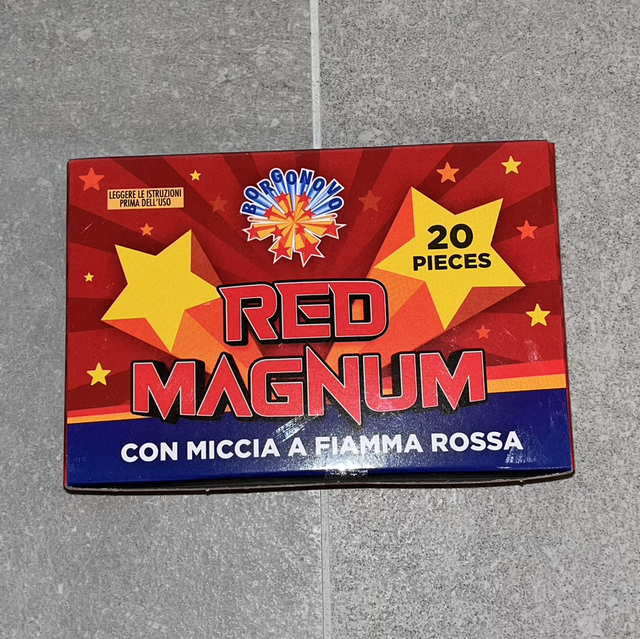 LEGGERE LE ISTRUZIONI
PRIMA DELL'USO
BORGONOVO
20
PIECES
RED
MAGNUM
CON MICCIA A FIAMMA ROSSA